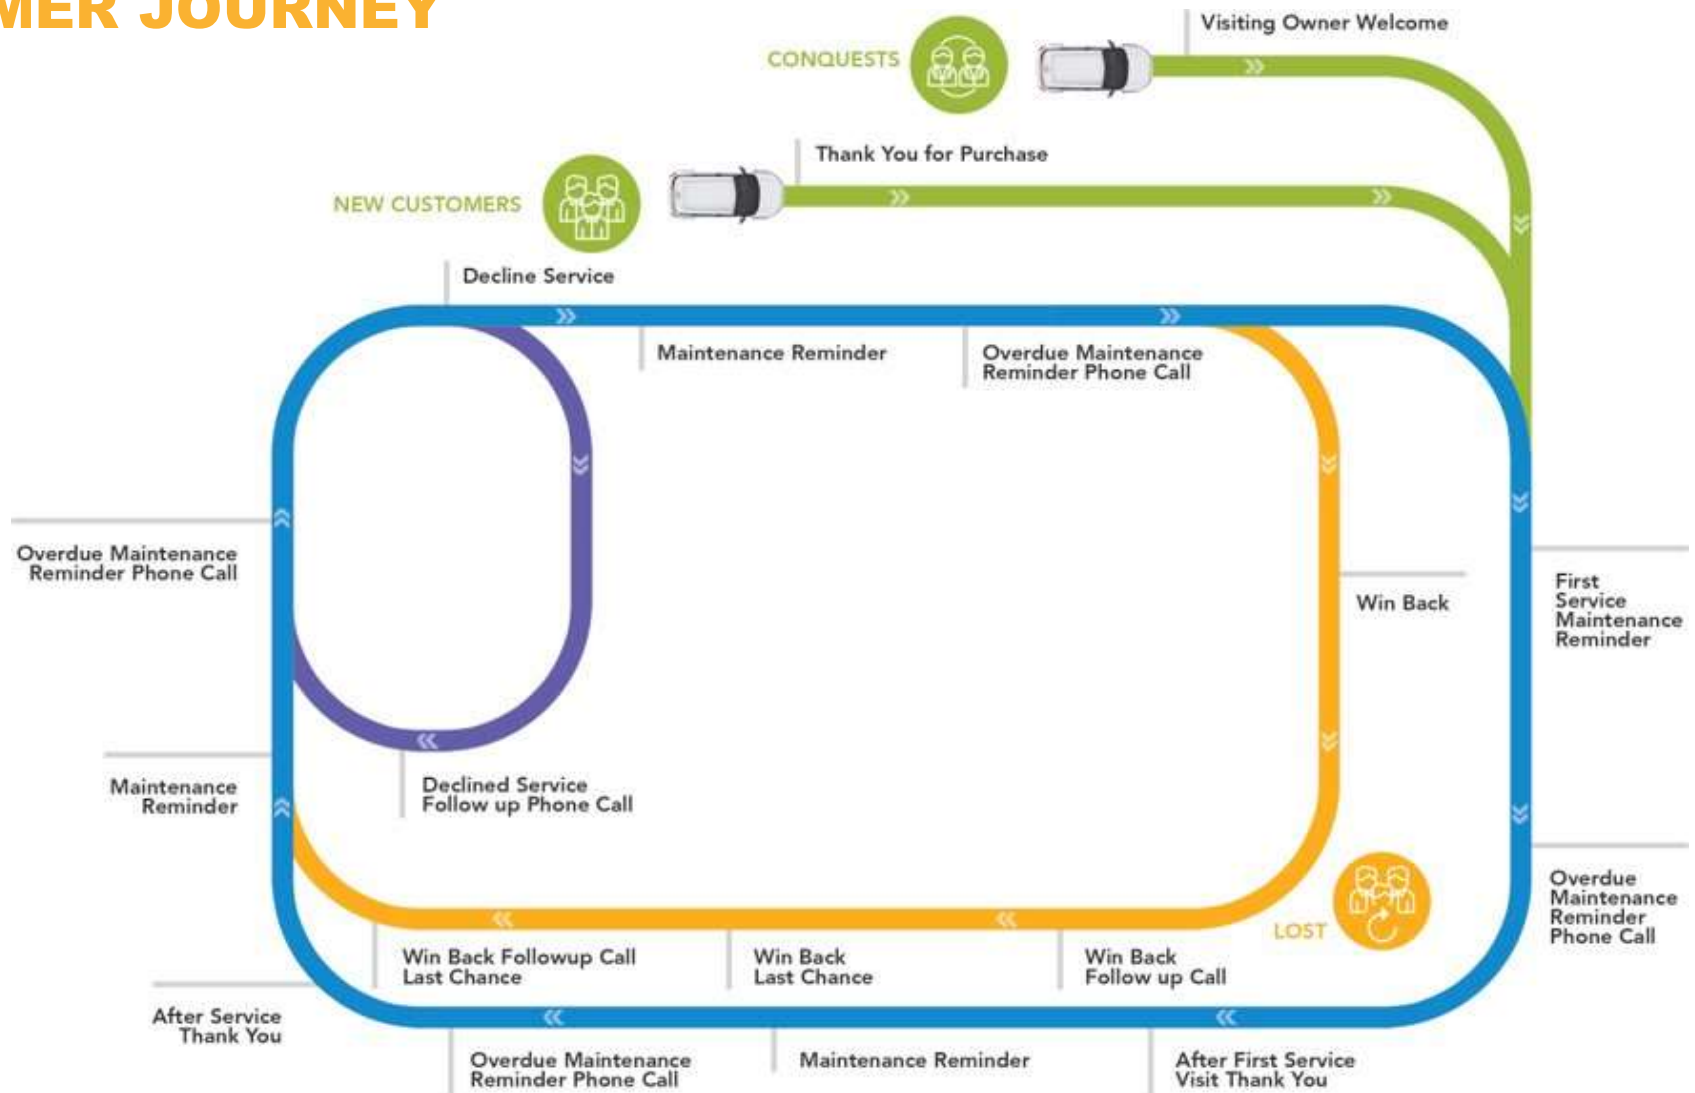 MER JOURNEY
Visiting Owner Welcome
CONQUESTS
Thank You for Purchase
NEW CUSTOMERS
Decline Service
Maintenance Reminder
Overdue Maintenance
Reminder Phone Call
Overdue Maintenance
Reminder Phone Call
Win Back
First
Service
Maintenance
Reminder
Maintenance
Reminder
Declined Service
Follow up Phone Call
Overdue
Maintenance
Reminder
Phone Call
LOST
Win Back Followup Call
Last Chance
Win Back
Last Chance
Win Back
Follow up Call
After Service
Thank You
Overdue Maintenance
Reminder Phone Call
Maintenance Reminder
After First Service
Visit Thank You